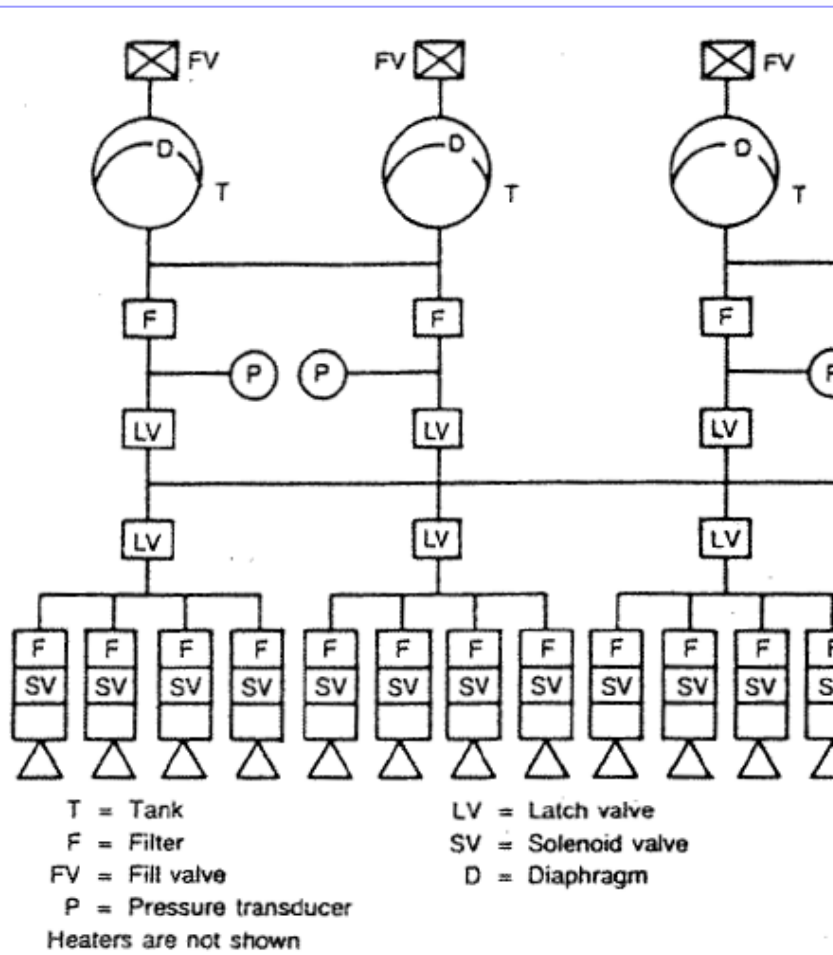 FV FV FV
D D D
T T T
F F F
P P
LV LV LV
LV LV LV
F F F F F F F F F F F F
SV SV SV SV SV SV SV SV SV SV SV
T = Tank
F = Filter
FV = Fill valve
P = Pressure transducer
Heaters are not shown
LV = Latch valve
SV = Solenoid valve
D = Diaphragm